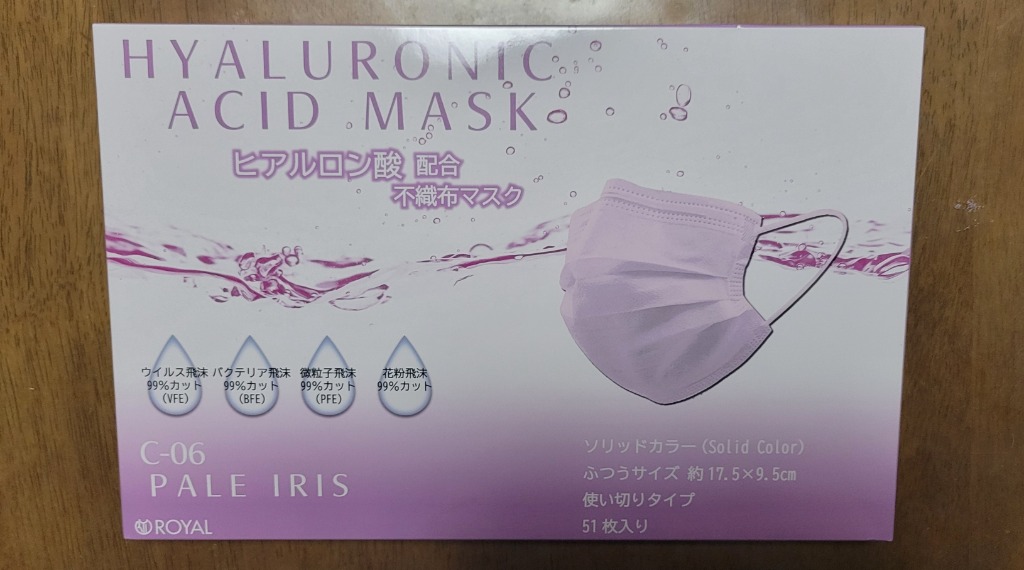 HYALURONIC
ACID MASK
ヒアルロン酸 配合
不織布マスク
ウイルス飛沫
99%カット
(VFE)
バクテリア飛沫
99%カット
(BFE)
微粒子飛沫
99%カット
(PFE)
花粉飛沫
99%カット
C-06
PALE IRIS
ROYAL
ソリッドカラー(Solid Color)
ふつうサイズ 約17.5×9.5cm
使い切りタイプ
51枚入り